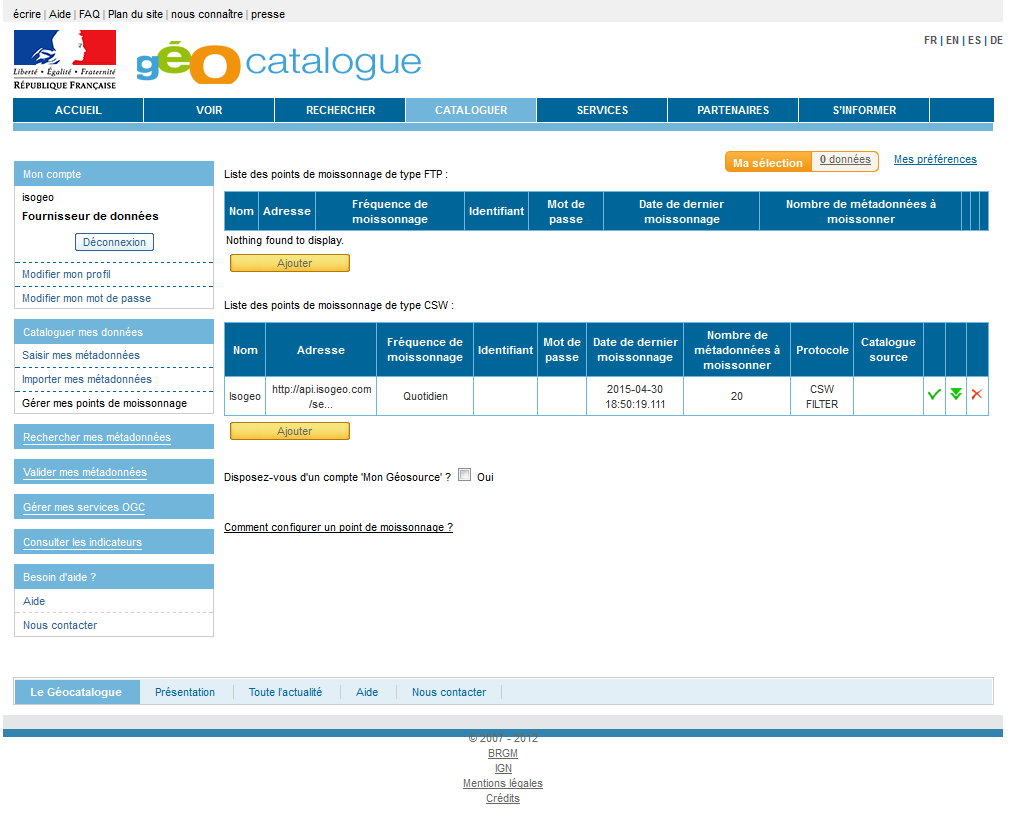 écrire | Aide | FAQ | Plan du site | nous connaître | presse
FR | EN | ES | DE
Liberté • Égalité • Fraternité
RÉPUBLIQUE FRANÇAISE
géo catalogue
ACCUEIL VOIR RECHERCHER CATALOGUER SERVICES PARTENAIRES S'INFORMER
Ma sélection 0 données Mes préférences
Mon compte
isogeo
Fournisseur de données
Déconnexion
Modifier mon profil
Modifier mon mot de passe
Cataloguer mes données
Saisir mes métadonnées
Importer mes métadonnées
Gérer mes points de moissonnage
Rechercher mes métadonnées
Valider mes métadonnées
Gérer mes services OGC
Consulter les indicateurs
Besoin d'aide ?
Aide
Nous contacter
Liste des points de moissonnage de type FTP :
Nom Adresse Fréquence de moissonnage Identifiant Mot de passe Date de dernier moissonnage Nombre de métadonnées à moissonner
Nothing found to display.
Ajouter
Liste des points de moissonnage de type CSW :
Nom Adresse Fréquence de moissonnage Identifiant Mot de passe Date de dernier moissonnage Nombre de métadonnées à moissonner Protocole Catalogue source
Isogeo http://api.isogeo.com/se... Quotidien 2015-04-30 18:50:19.111 20 CSW FILTER
Ajouter
Disposez-vous d'un compte 'Mon Géosource' ? Oui
Comment configurer un point de moissonnage ?
Le Géocatalogue Présentation Toute l'actualité Aide Nous contacter
© 2007 - 2012
BRGM
IGN
Mentions légales
Crédits